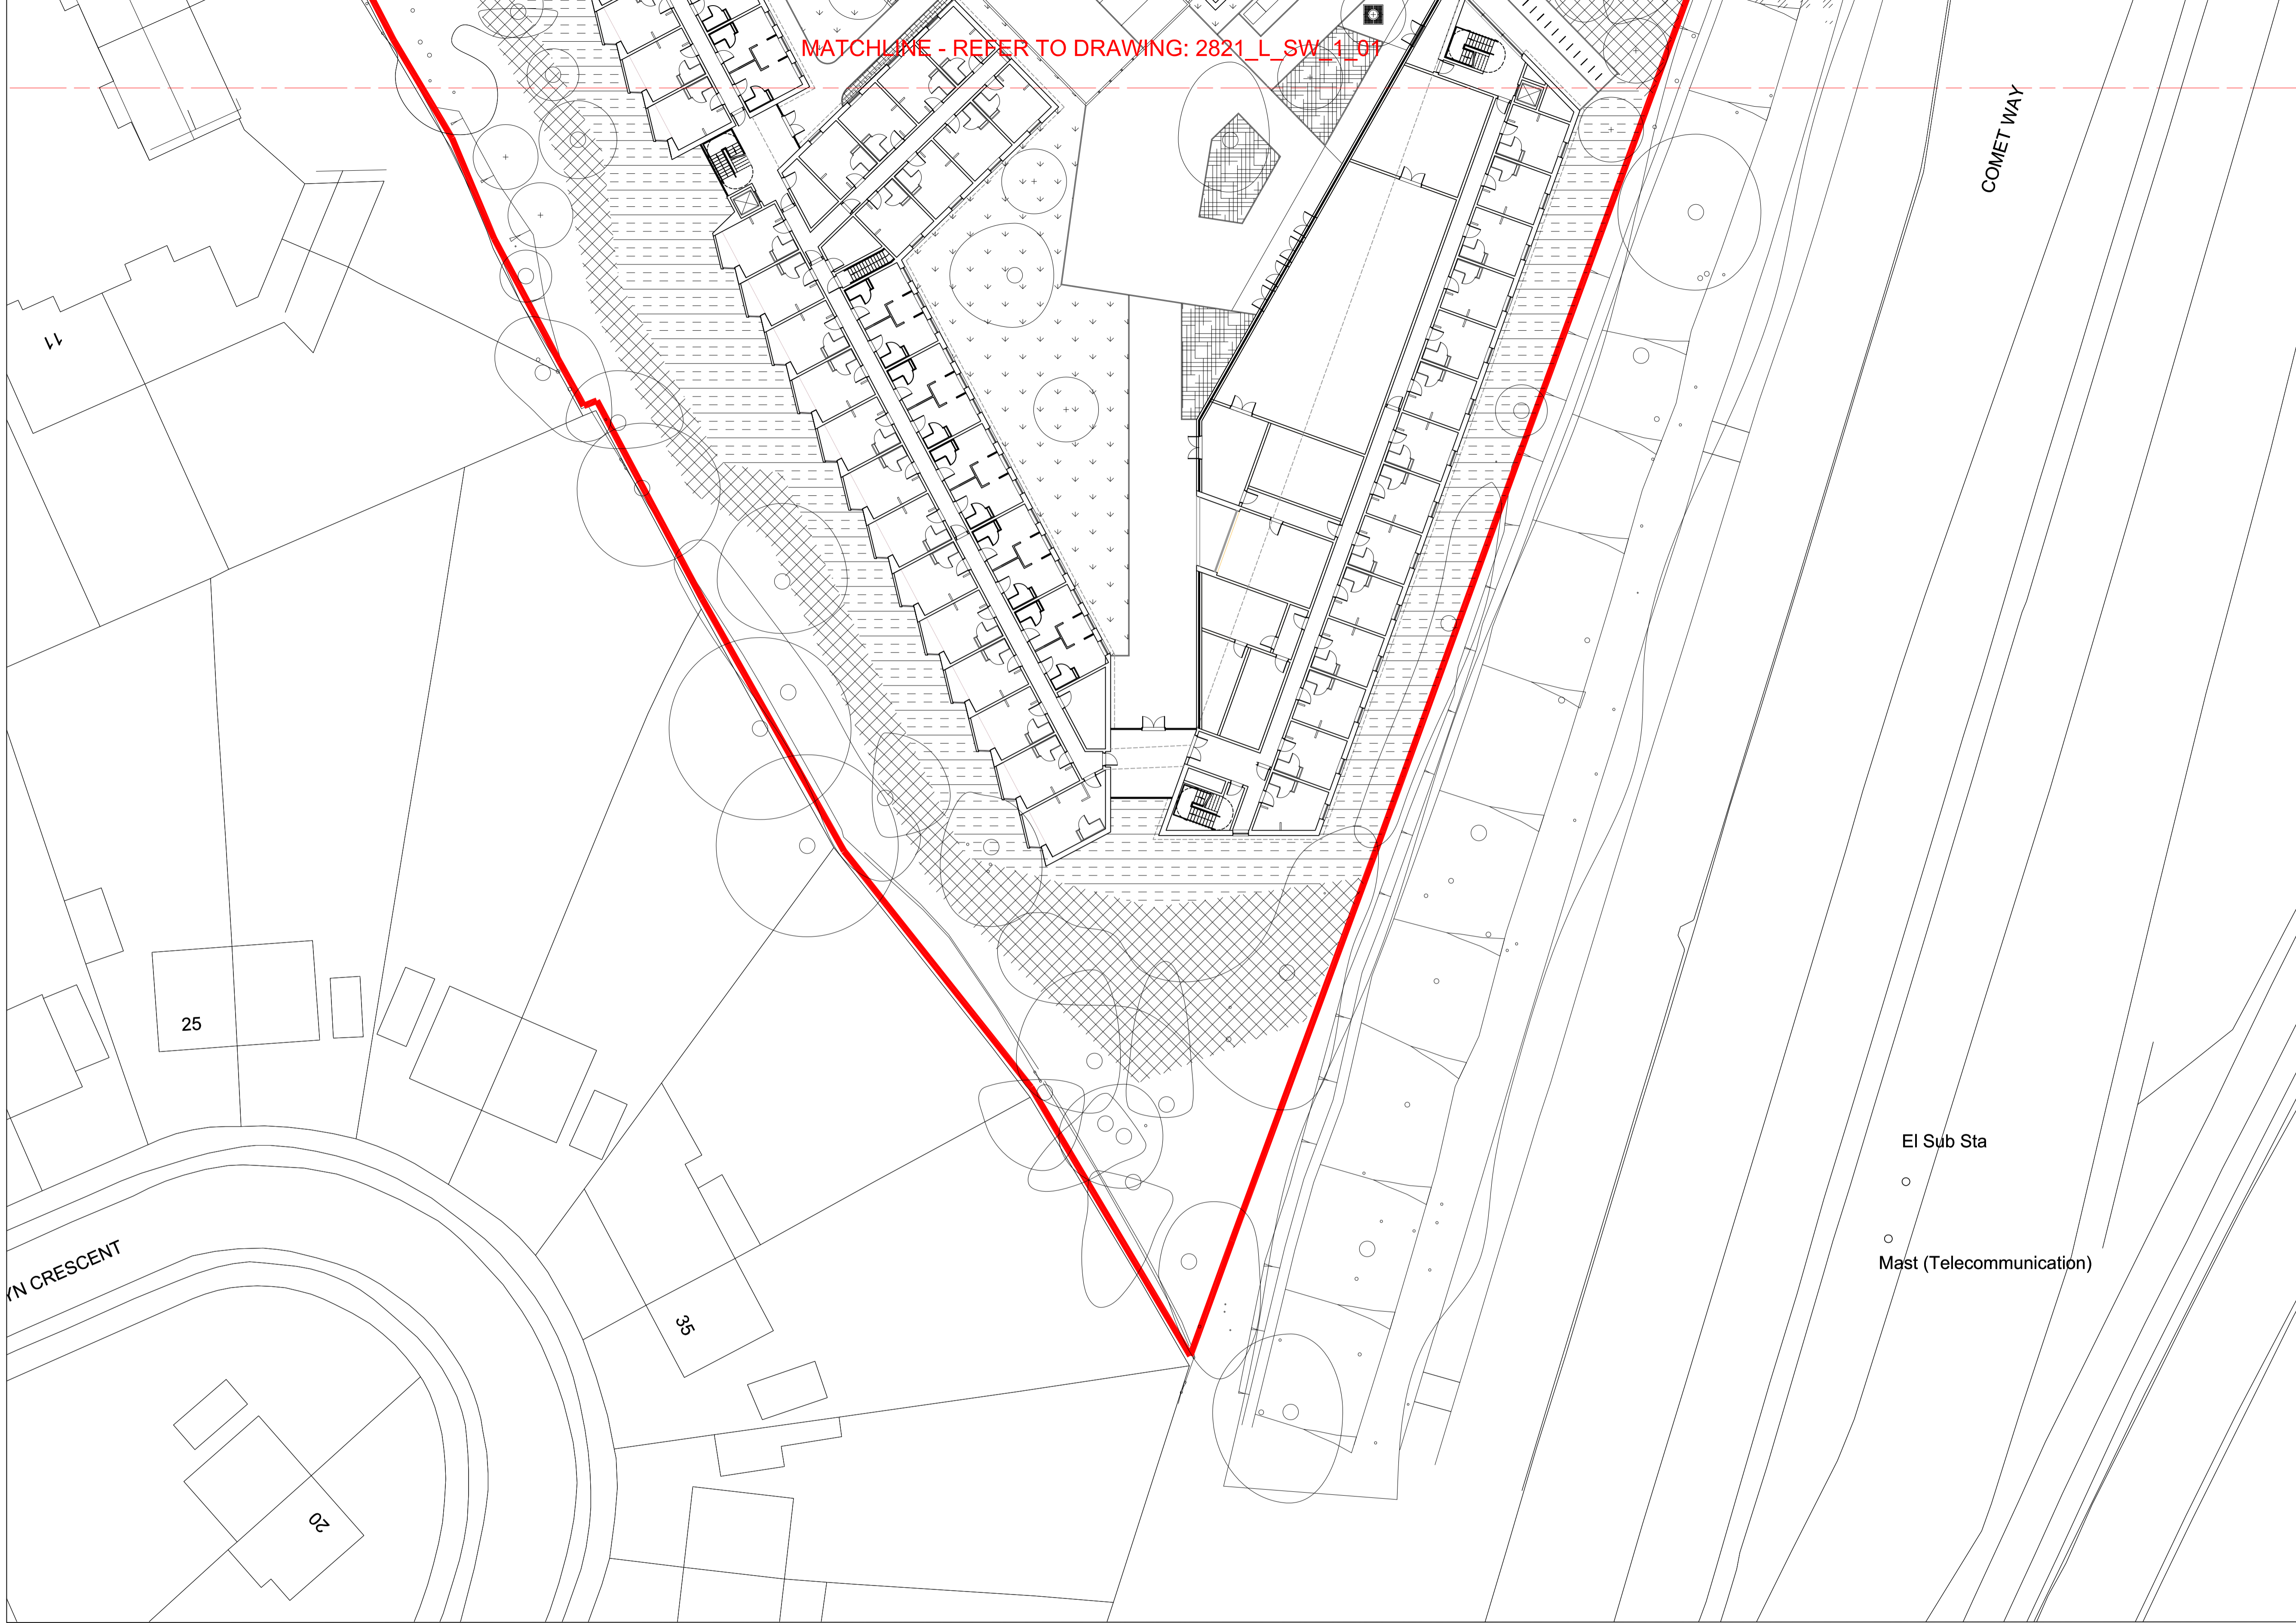 MATCHLINE - REFER TO DRAWING: 2821_L_SW_1_01
COMET WAY
11
25
El Sub Sta
Mast (Telecommunication)
YN CRESCENT
35
20